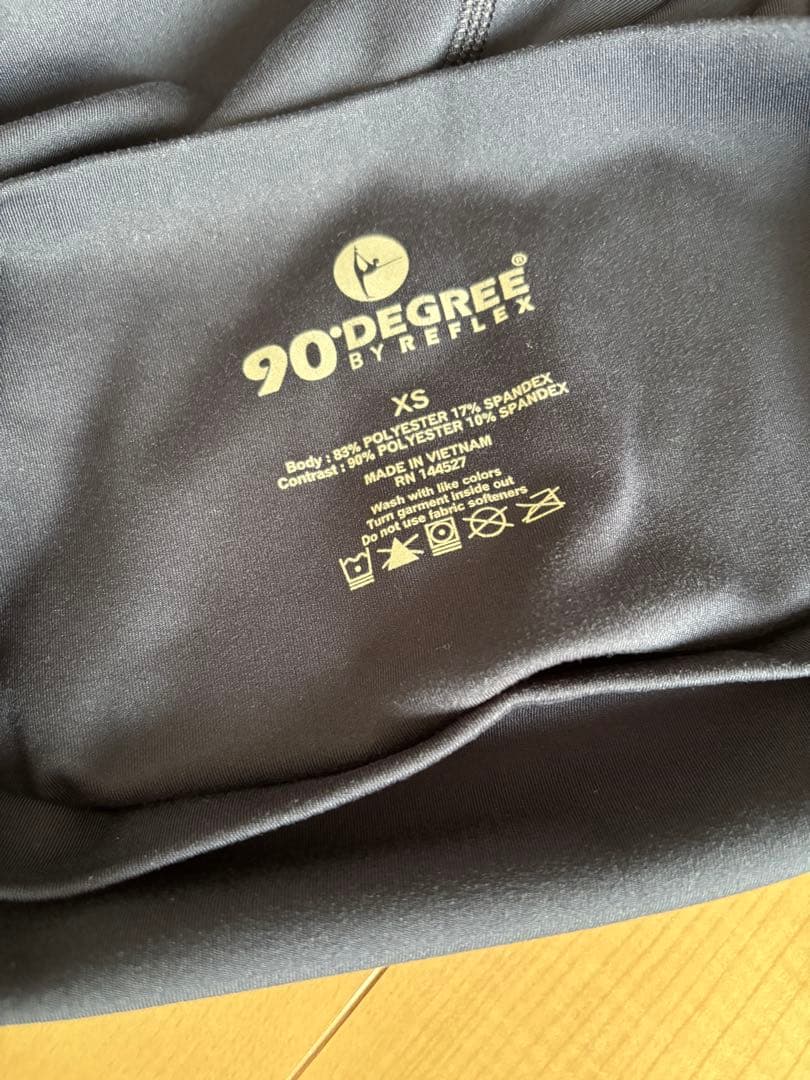 90°DEGREE®
BY REFLEX
XS
Body : 83% POLYESTER 17% SPANDEX
Contrast : 90% POLYESTER 10% SPANDEX
MADE IN VIETNAM
RN 144527
Wash with like colors
Turn garment inside out
Do not use fabric softeners